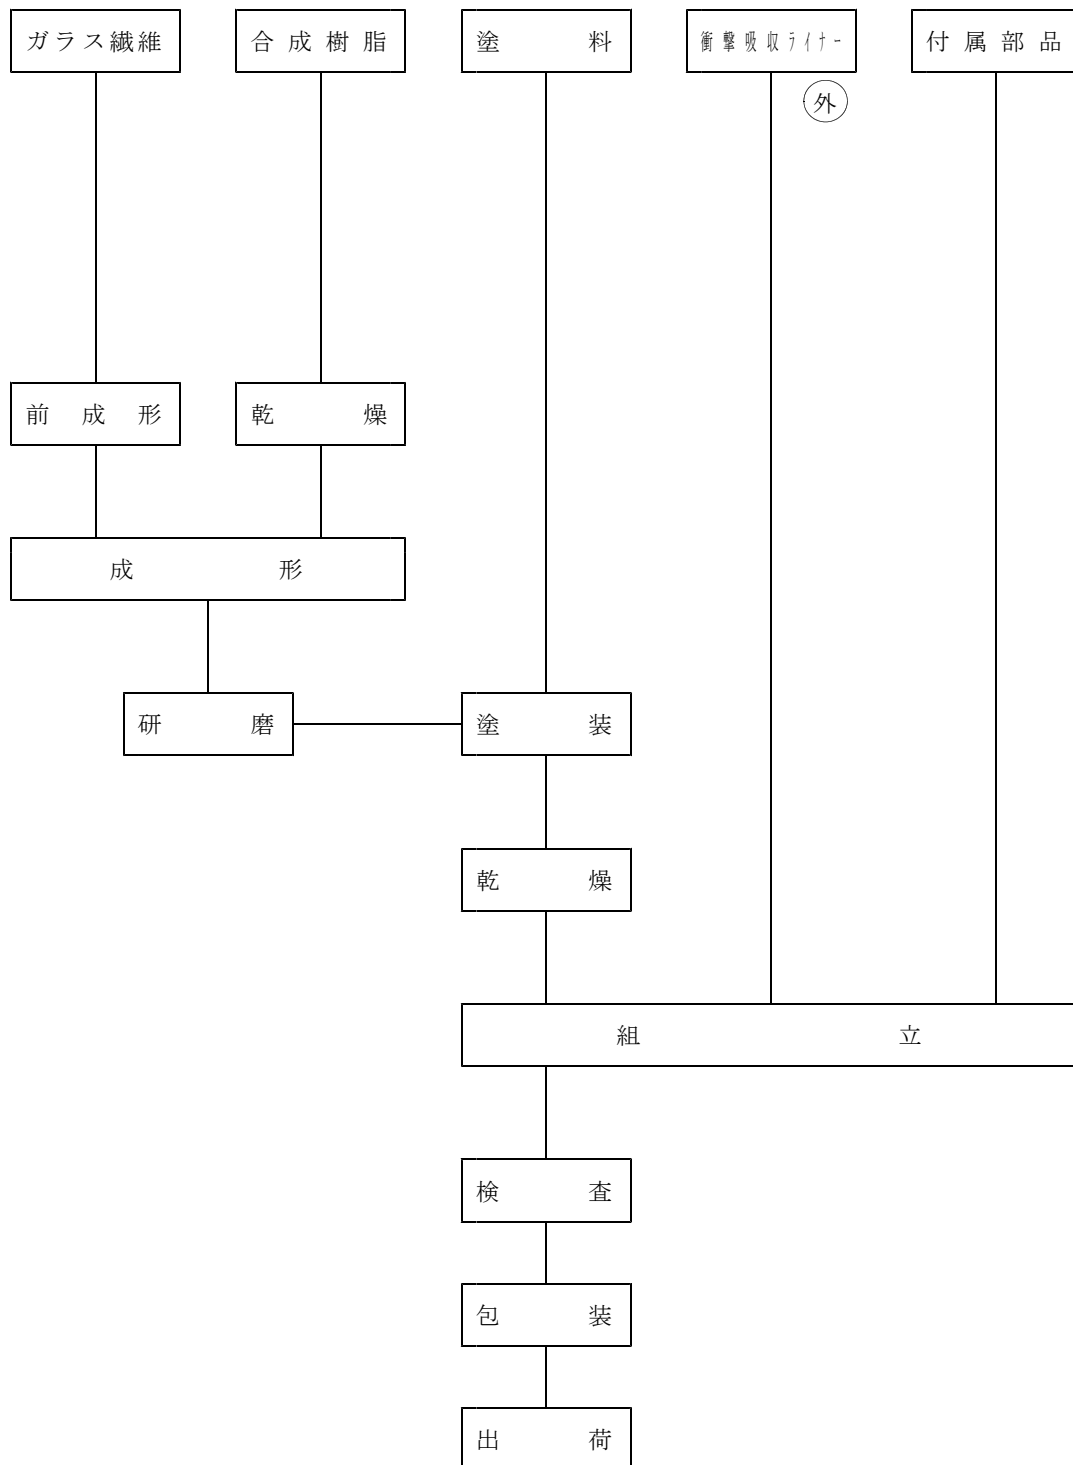 ガラス繊維
合成樹脂
塗料
衝撃吸収ライナー
付属部品
外
前成形
乾燥
成形
研磨
塗装
乾燥
組立
検査
包装
出荷